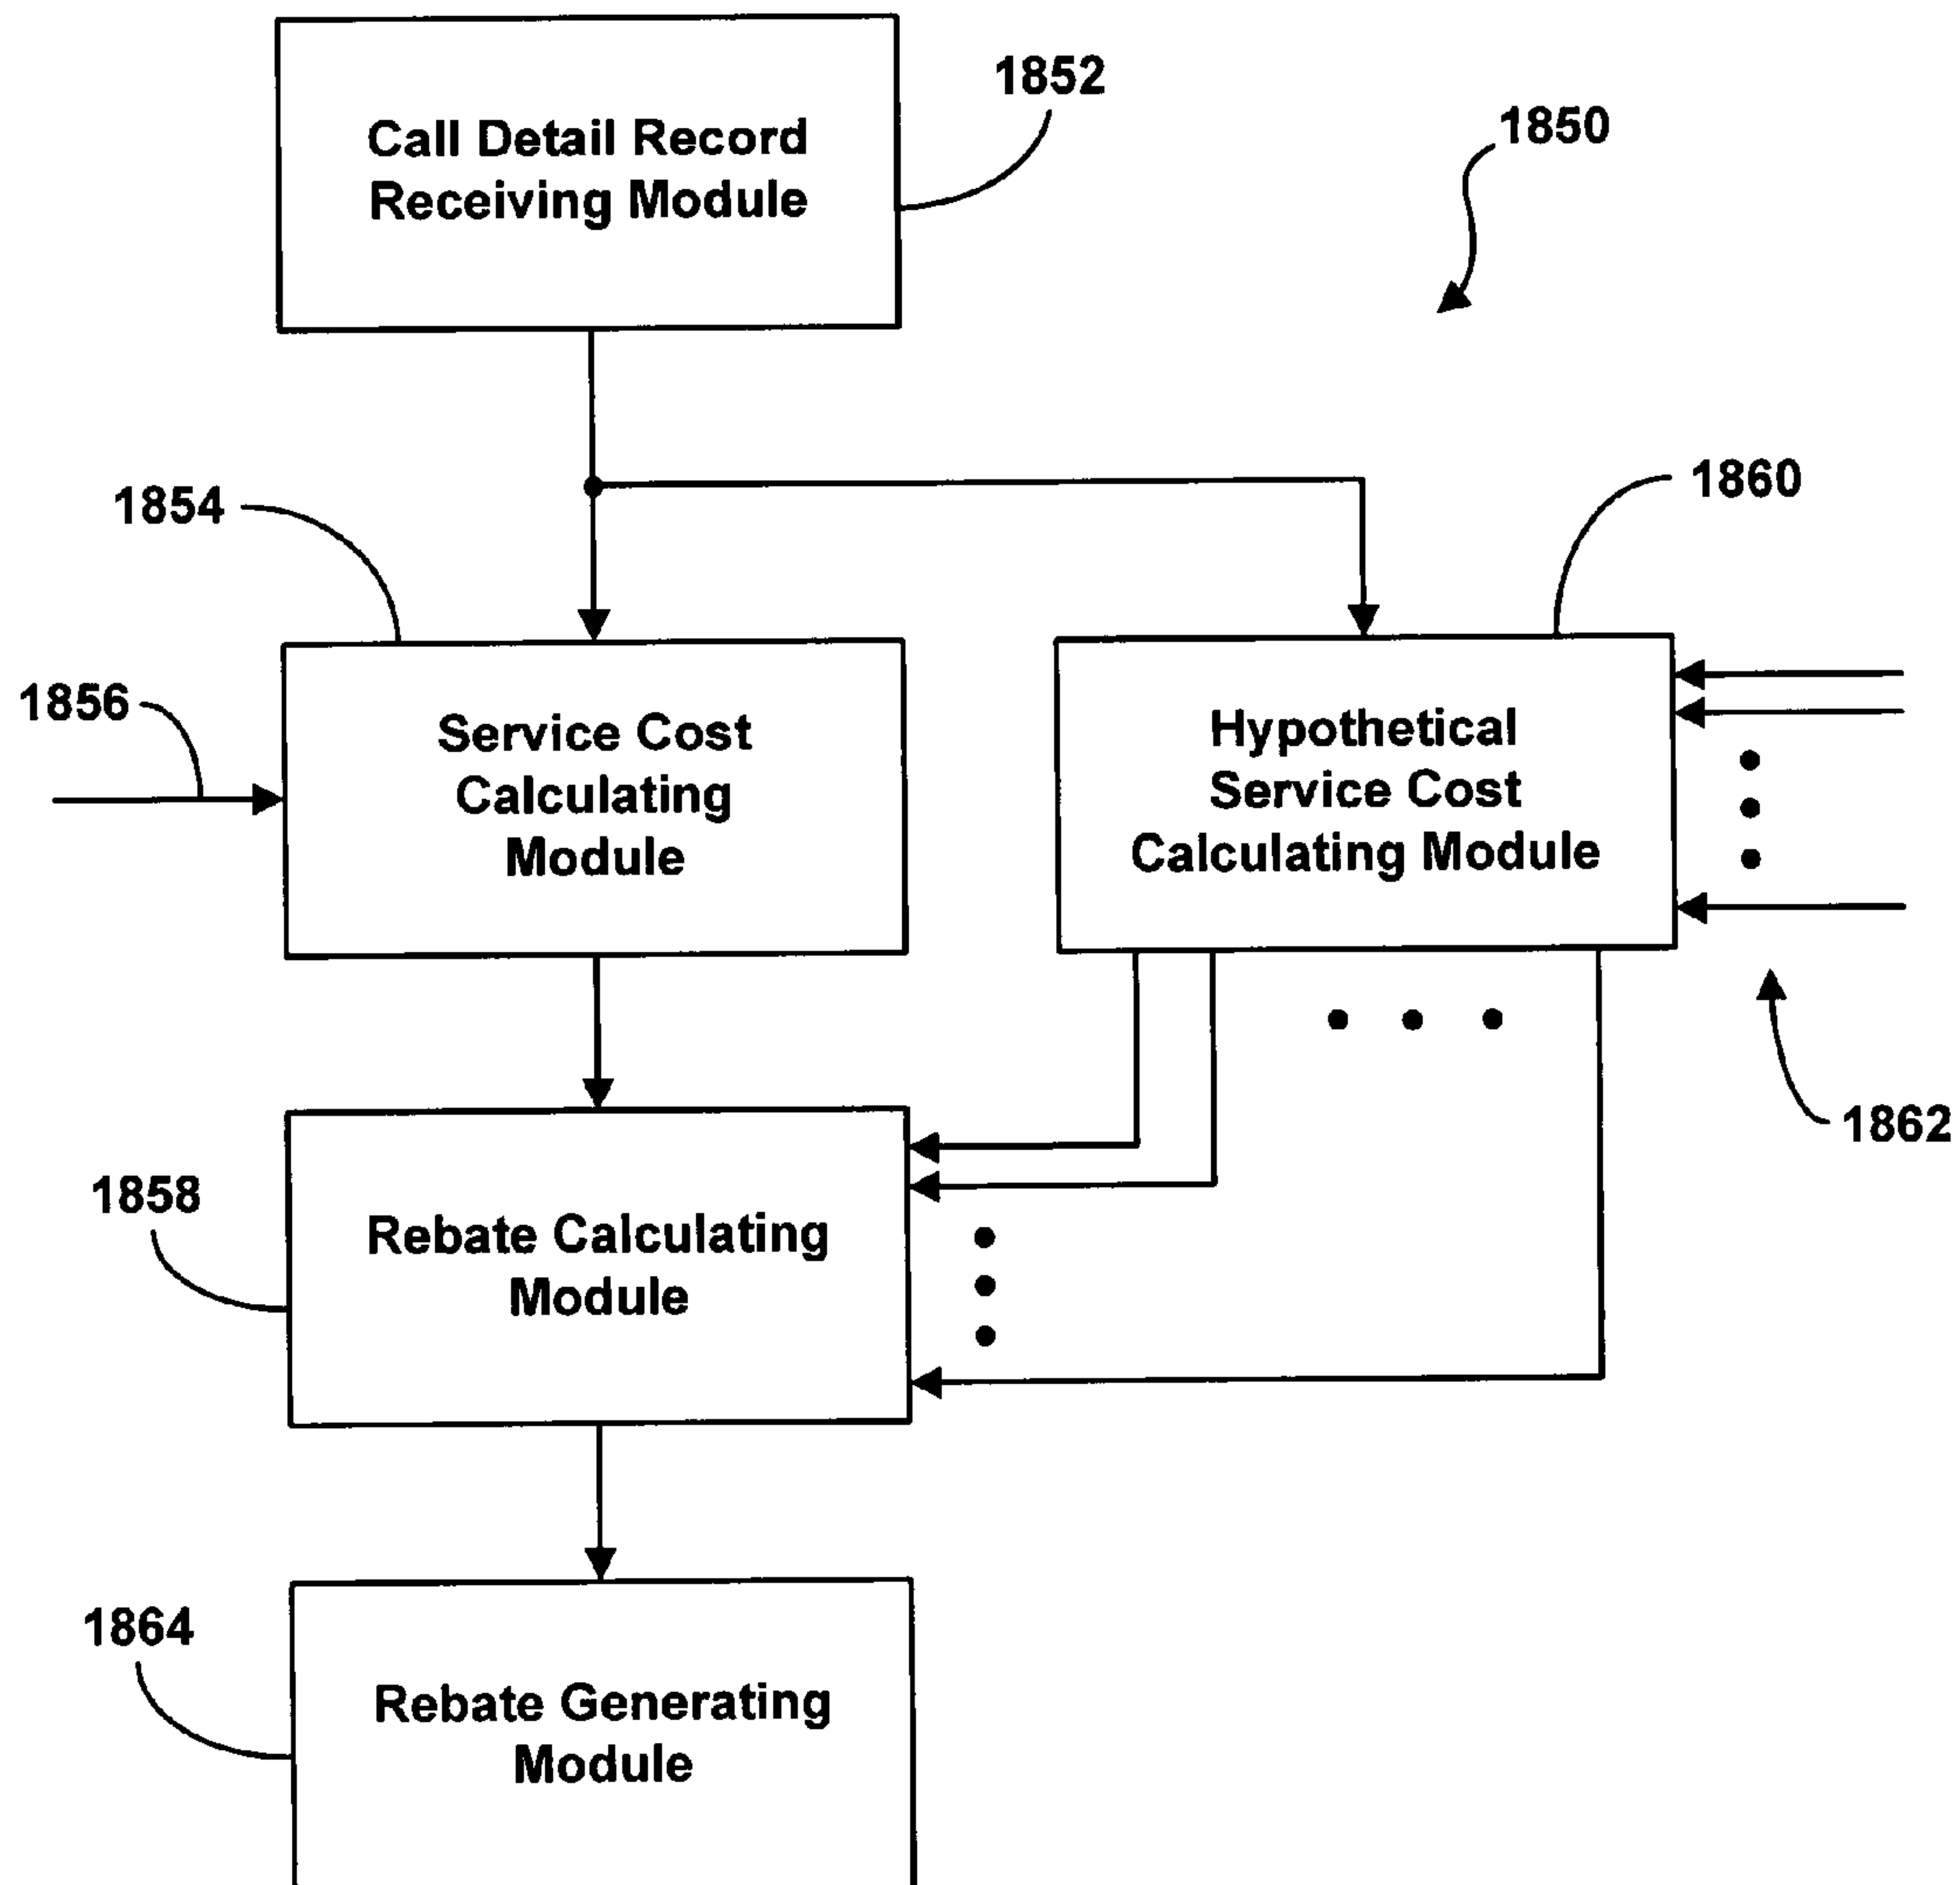 1852
1850
Call Detail Record
Receiving Module
1854
1860
1856
Service Cost
Calculating
Module
Hypothetical
Service Cost
Calculating Module
1862
1858
Rebate Calculating
Module
1864
Rebate Generating
Module